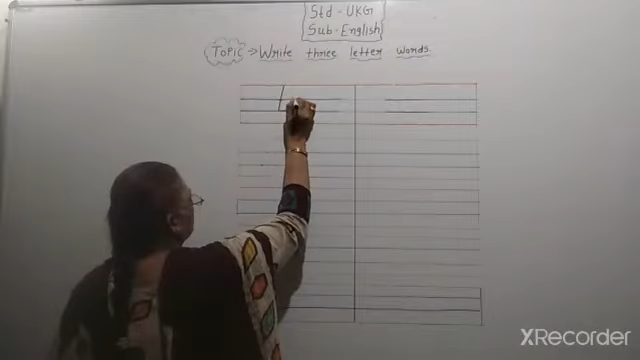 Std - UKG
Sub - English
TOPIC → Write three letter words.
XRecorder